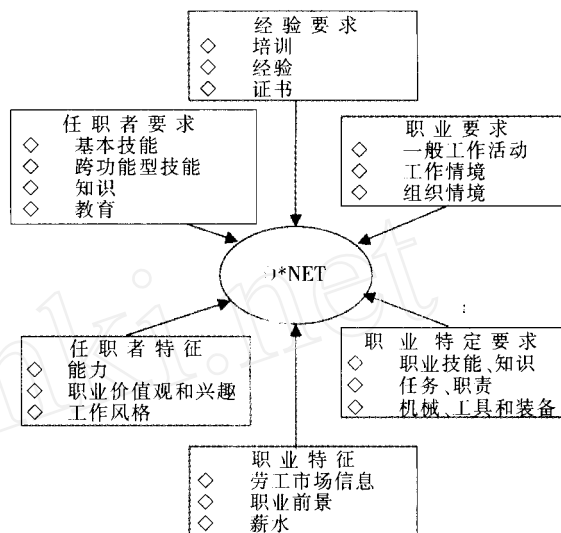 经验要求
◇ 培训
◇ 经验
◇ 证书
任职者要求
◇ 基本技能
◇ 跨功能型技能
◇ 知识
◇ 教育
职业要求
◇ 一般工作活动
◇ 工作情境
◇ 组织情境
O*NET
任职者特征
◇ 能力
◇ 职业价值观和兴趣
◇ 工作风格
职业特定要求
◇ 职业技能、知识
◇ 任务、职责
◇ 机械、工具和装备
职业特征
◇ 劳工市场信息
◇ 职业前景
◇ 薪水
nki.net